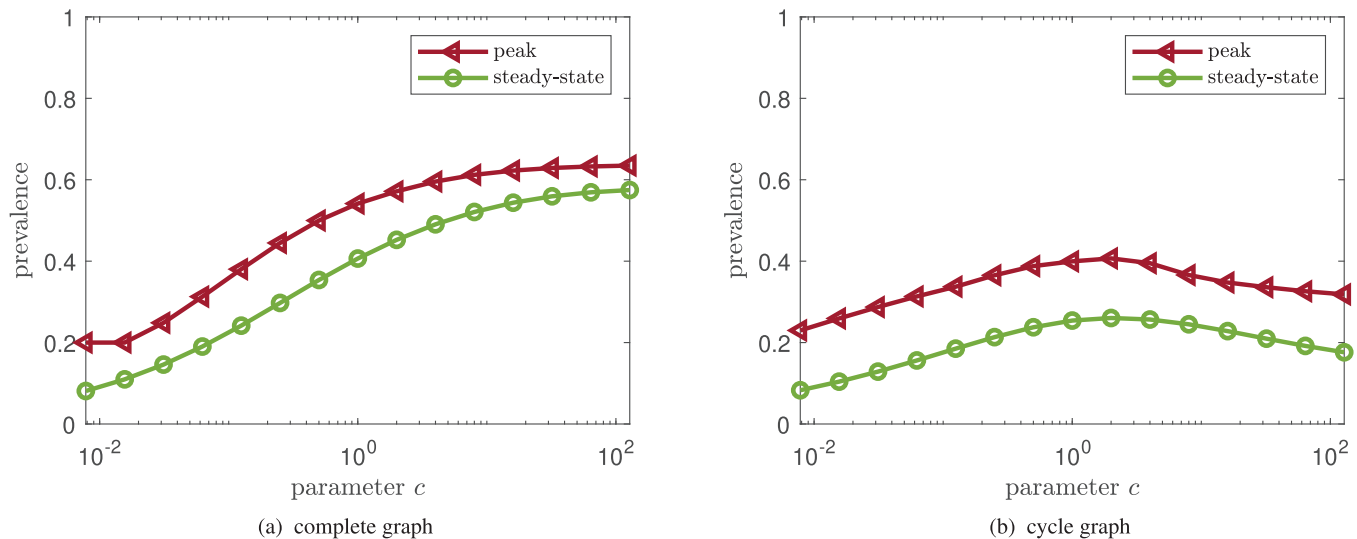 1
0.8
0.6
0.4
0.2
0
prevalence
peak
steady-state
10^-2
10^0
10^2
parameter c
(a) complete graph
1
0.8
0.6
0.4
0.2
0
prevalence
peak
steady-state
10^-2
10^0
10^2
parameter c
(b) cycle graph